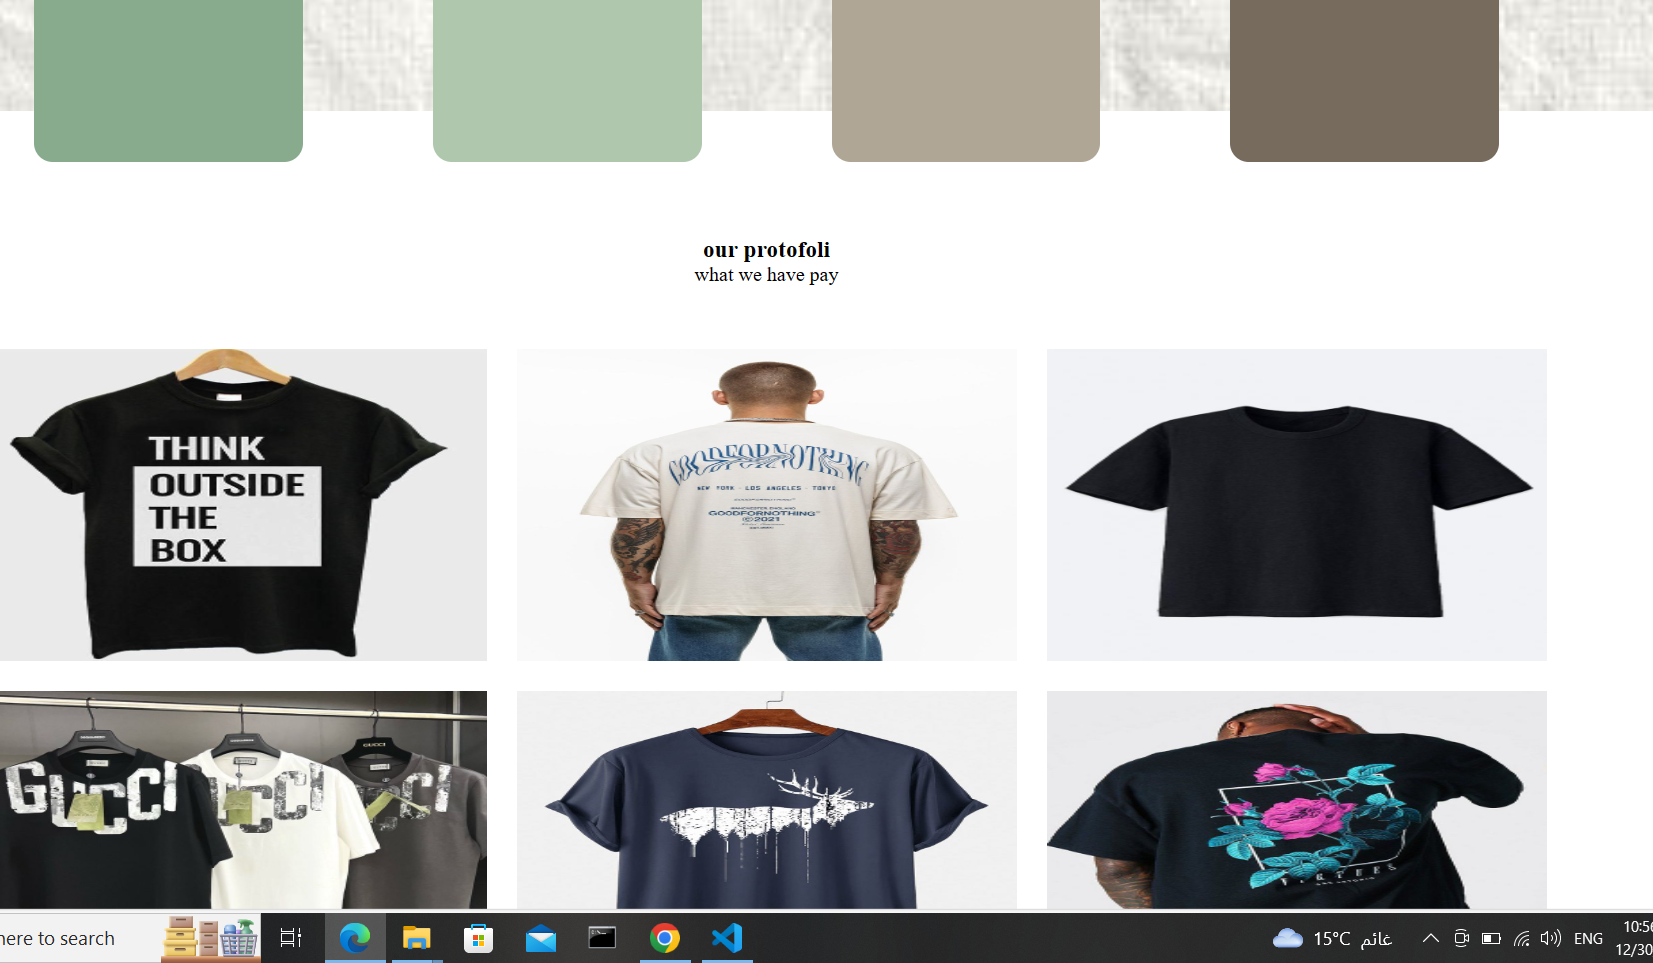 our protofoli
what we have pay
THINK
OUTSIDE
THE
BOX
GOODFORNOTHING
NEW YORK - LOS ANGELES - TOKYO
GOODFORNOTHING
©2021
GUCCI
GUCCI
GUCCI
here to search
15°C غائم
ENG
10:56
12/30